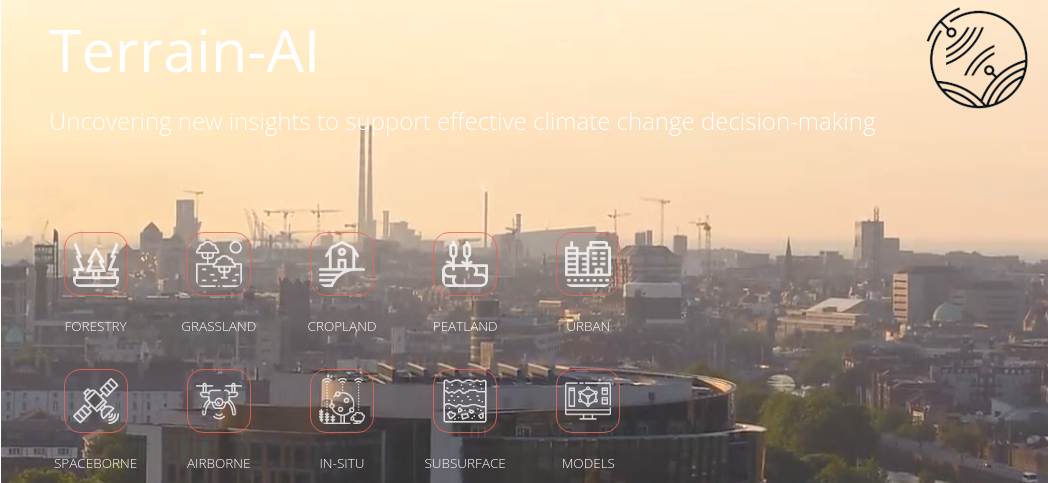 Terrain-AI
Uncovering new insights to support effective climate change decision-making
FORESTRY GRASSLAND CROPLAND PEATLAND URBAN
SPACEBORNE AIRBORNE IN-SITU SUBSURFACE MODELS